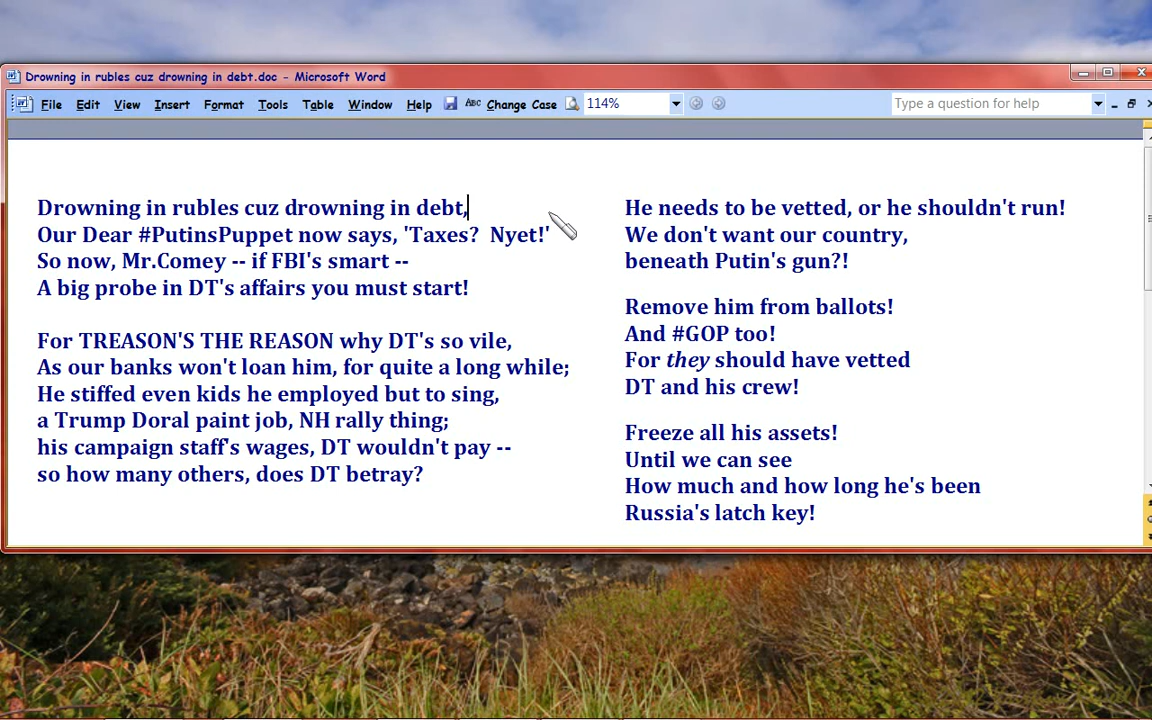 Drowning in rubles cuz drowning in debt.doc - Microsoft Word
File Edit View Insert Format Tools Table Window Help ABC Change Case 114% Type a question for help
Drowning in rubles cuz drowning in debt,
Our Dear #PutinsPuppet now says, 'Taxes?  Nyet!'
So now, Mr.Comey -- if FBI's smart --
A big probe in DT's affairs you must start!
For TREASON'S THE REASON why DT's so vile,
As our banks won't loan him, for quite a long while;
He stiffed even kids he employed but to sing,
a Trump Doral paint job, NH rally thing;
his campaign staff's wages, DT wouldn't pay --
so how many others, does DT betray?
He needs to be vetted, or he shouldn't run!
We don't want our country,
beneath Putin's gun?!
Remove him from ballots!
And #GOP too!
For they should have vetted
DT and his crew!
Freeze all his assets!
Until we can see
How much and how long he's been
Russia's latch key!